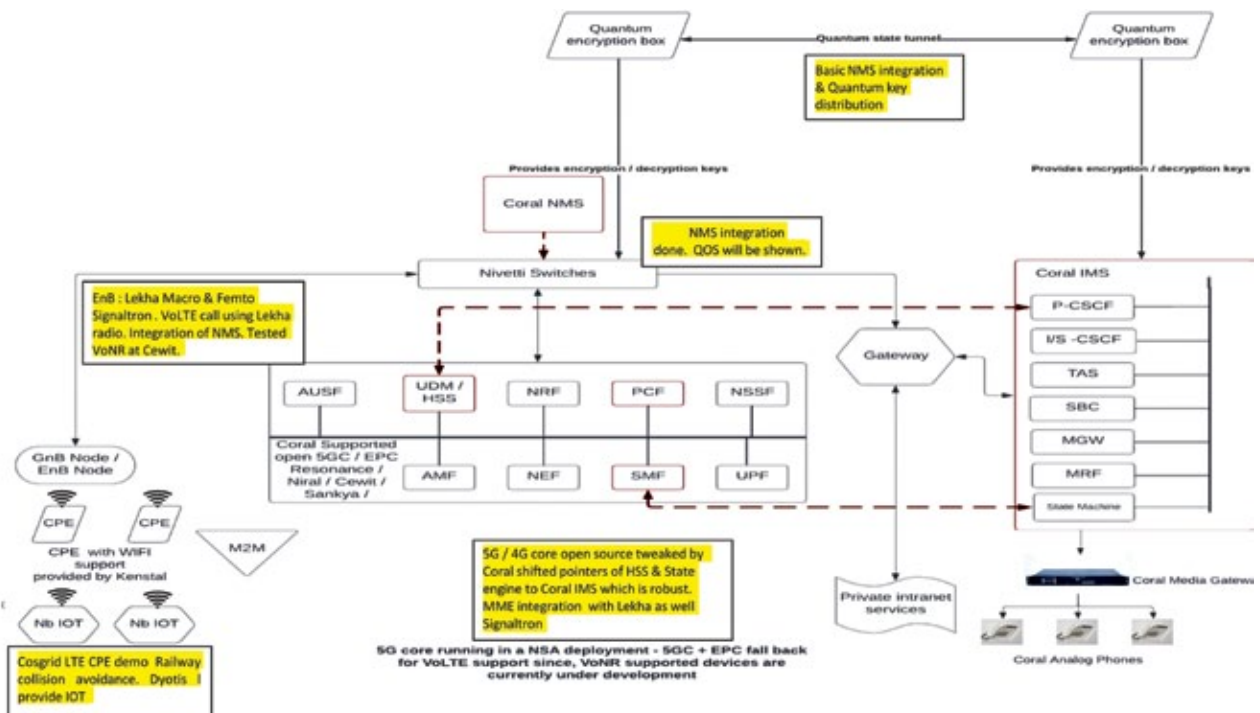 Quantum
encryption box
Quantum state tunnel
Quantum
encryption box
Basic NMS integration
& Quantum key
distribution
Provides encryption / decryption keys
Provides encryption / decryption keys
Coral NMS
NMS integration
done. QOS will be shown.
Nivetti Switches
Coral IMS
EnB : Lekha Macro & Femto
Signaltron . VoLTE call using Lekha
radio. Integration of NMS. Tested
VoNR at Cewit.
P-CSCF
I/S -CSCF
TAS
SBC
MGW
MRF
State Machine
Gateway
AUSF
UDM /
HSS
NRF
PCF
NSSF
Coral Supported
open 5GC / EPC
Resonance /
Niral / Cewit /
Sankya /
AMF
NEF
SMF
UPF
GnB Node /
EnB Node
CPE
CPE
CPE with WIFI
support
provided by Kenstal
M2M
Nb IOT
Nb IOT
Cosgrid LTE CPE demo Railway
collision avoidance. Dyotis I
provide IOT
5G / 4G core open source tweaked by
Coral shifted pointers of HSS & State
engine to Coral IMS which is robust.
MME integration with Lekha as well
Signaltron
5G core running in a NSA deployment - 5GC + EPC fall back
for VoLTE support since, VoNR supported devices are
currently under development
Private intranet
services
Coral Media Gatewa
Coral Analog Phones